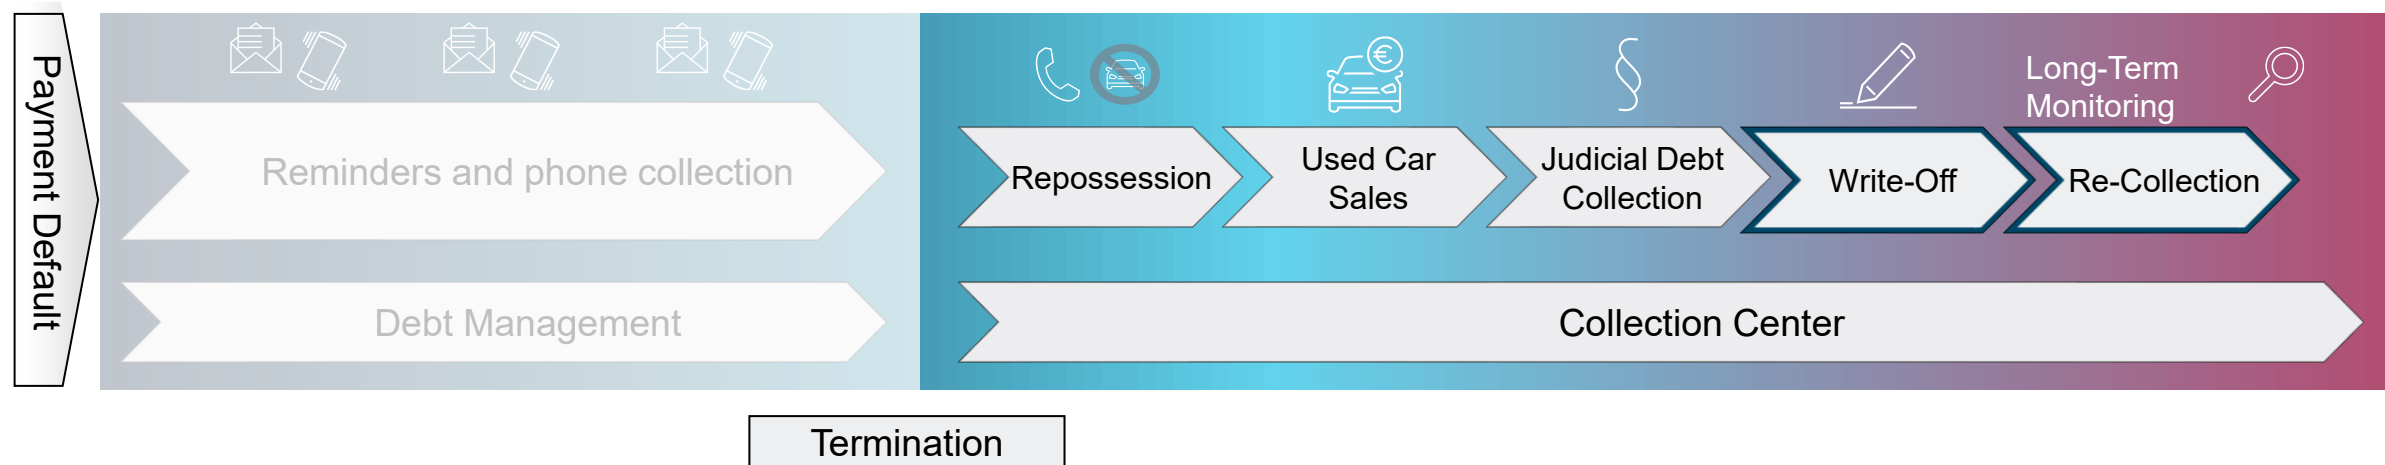 Payment Default
Reminders and phone collection
Debt Management
€
§
Long-Term
Monitoring
Repossession
Used Car
Sales
Judicial Debt
Collection
Write-Off
Re-Collection
Collection Center
Termination